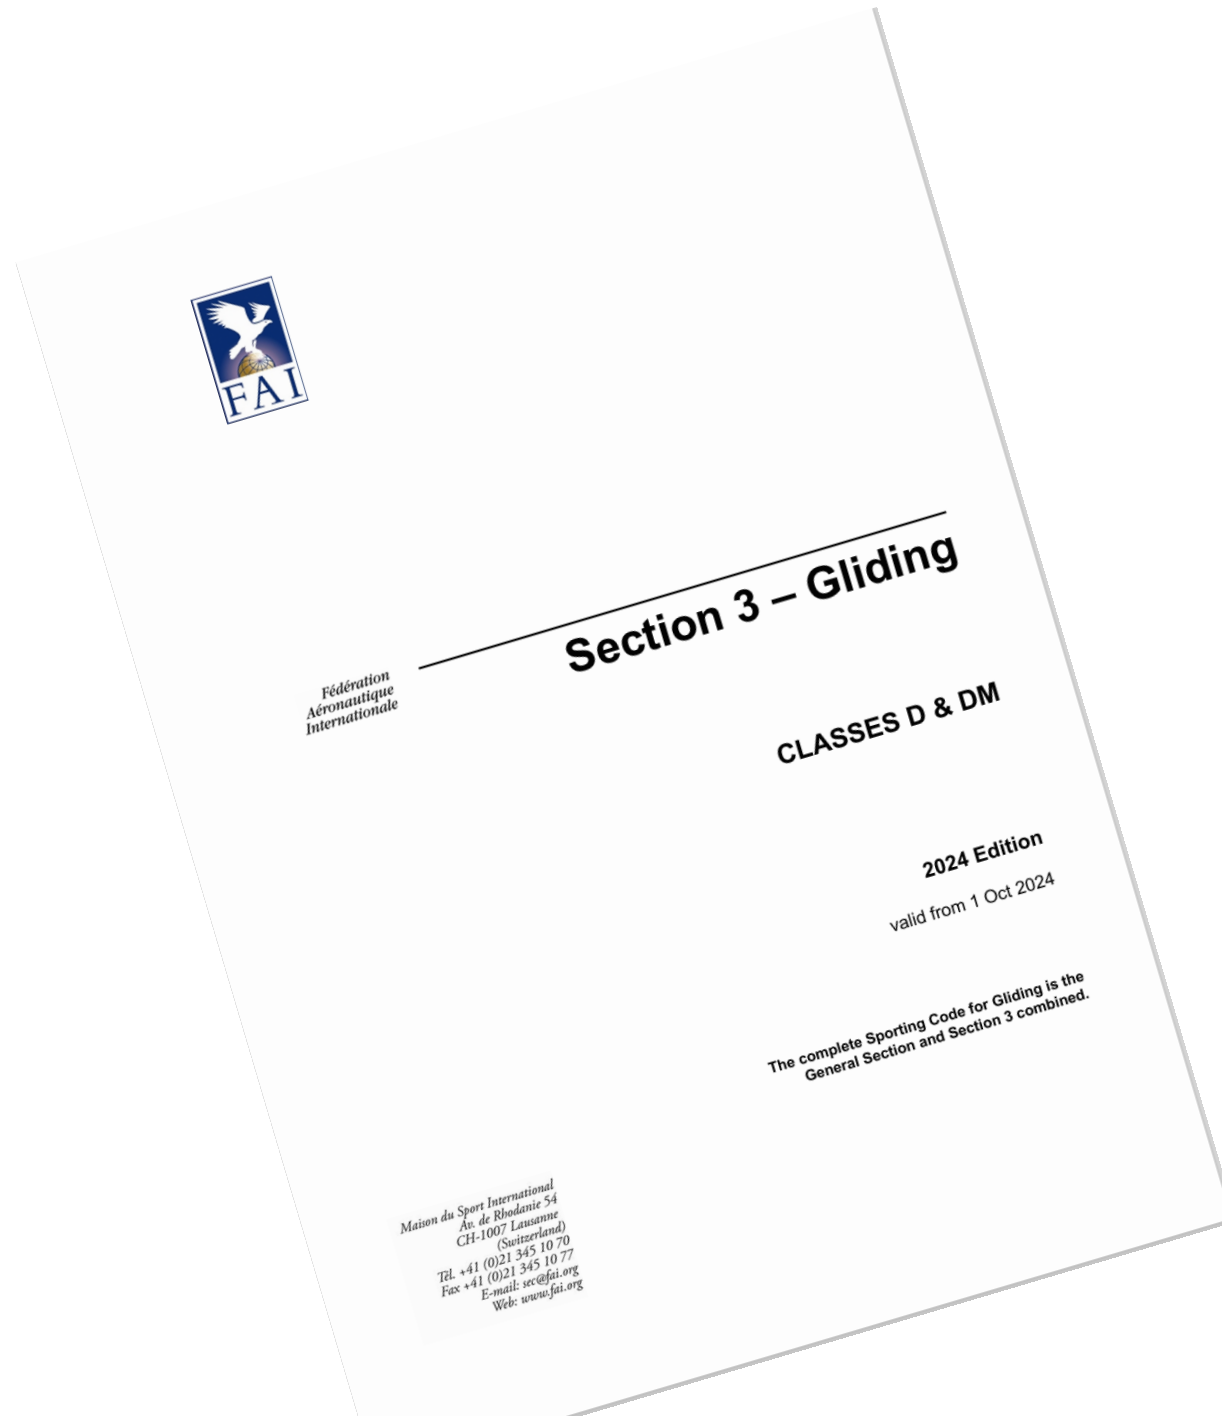 FAI
Section 3 – Gliding
Fédération
Aéronautique
Internationale
CLASSES D & DM
2024 Edition
valid from 1 Oct 2024
The complete Sporting Code for Gliding is the
General Section and Section 3 combined.
Maison du Sport International
Av. de Rhodanie 54
CH-1007 Lausanne
(Switzerland)
Tél. +41 (0)21 345 10 70
Fax +41 (0)21 345 10 77
E-mail: sec@fai.org
Web: www.fai.org